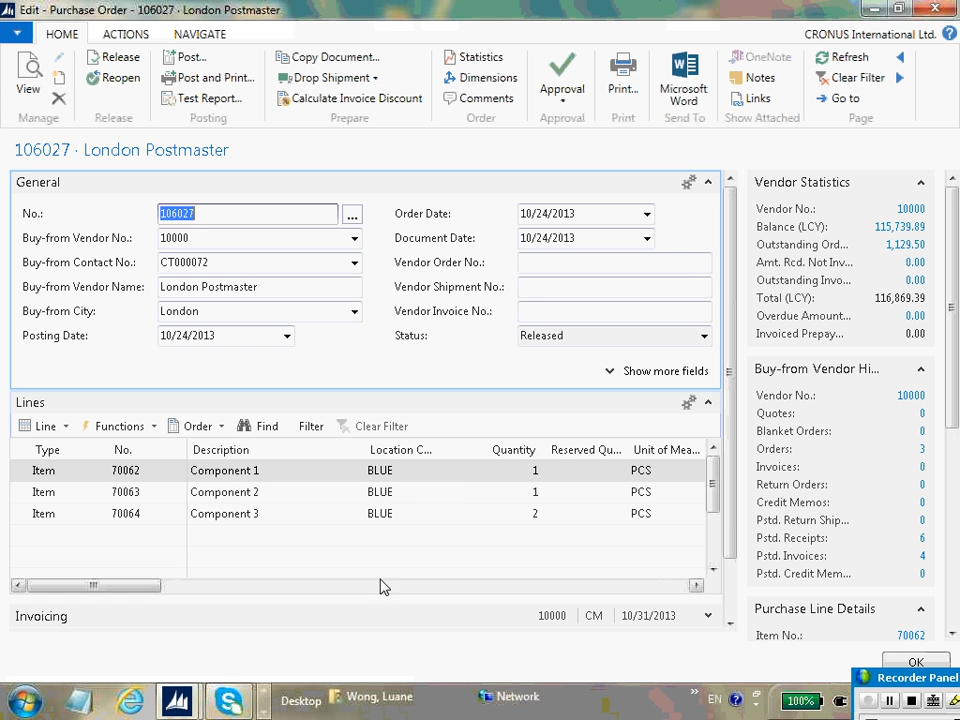 Edit - Purchase Order - 106027 · London Postmaster
HOME ACTIONS NAVIGATE CRONUS International Ltd.
View
Manage
Release
Reopen
Release
Post...
Post and Print...
Test Report...
Posting
Copy Document...
Drop Shipment
Calculate Invoice Discount
Prepare
Statistics
Dimensions
Comments
Order
Approval
Approval
Print...
Print
Microsoft
Word
Send To
OneNote
Notes
Links
Show Attached
Refresh
Clear Filter
Go to
Page
106027 · London Postmaster
General
No.: 106027 ...
Buy-from Vendor No.: 10000
Buy-from Contact No.: CT000072
Buy-from Vendor Name: London Postmaster
Buy-from City: London
Posting Date: 10/24/2013
Order Date: 10/24/2013
Document Date: 10/24/2013
Vendor Order No.:
Vendor Shipment No.:
Vendor Invoice No.:
Status: Released
Show more fields
Lines
Line Functions Order Find Filter Clear Filter
Type No. Description Location C... Quantity Reserved Qu... Unit of Mea...
Item 70062 Component 1 BLUE 1 PCS
Item 70063 Component 2 BLUE 1 PCS
Item 70064 Component 3 BLUE 2 PCS
Invoicing 10000 CM 10/31/2013
Vendor Statistics
Vendor No.: 10000
Balance (LCY): 115,739.89
Outstanding Ord... 1,129.50
Amt. Rcd. Not Inv... 0.00
Outstanding Invo... 0.00
Total (LCY): 116,869.39
Overdue Amount... 0.00
Invoiced Prepay... 0.00
Buy-from Vendor Hi...
Vendor No.: 10000
Quotes: 0
Blanket Orders: 0
Orders: 3
Invoices: 0
Return Orders: 0
Credit Memos: 0
Pstd. Return Ship... 0
Pstd. Receipts: 6
Pstd. Invoices: 4
Pstd. Credit Mem... 0
Purchase Line Details
Item No.: 70062
OK
Recorder Panel
Desktop Wong, Luane Network EN 100%